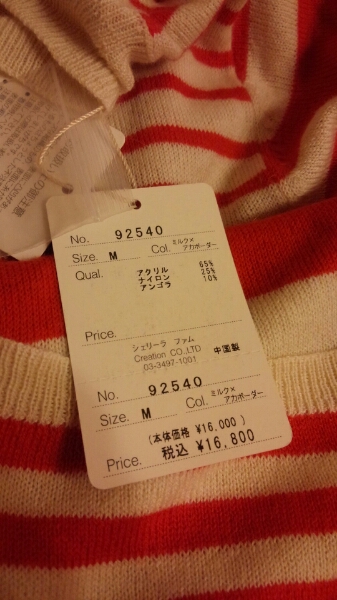 No. 92540
Size. M Col. ミルク×
アカボーダー
Qual. アクリル 65%
ナイロン 25%
アンゴラ 10%
Price.
シェリーラ ファム
Creation CO.,LTD 中国製
03-3497-1001
No. 92540
Size. M Col. ミルク×
アカボーダー
(本体価格 ¥16,000)
Price. 税込 ¥16,800